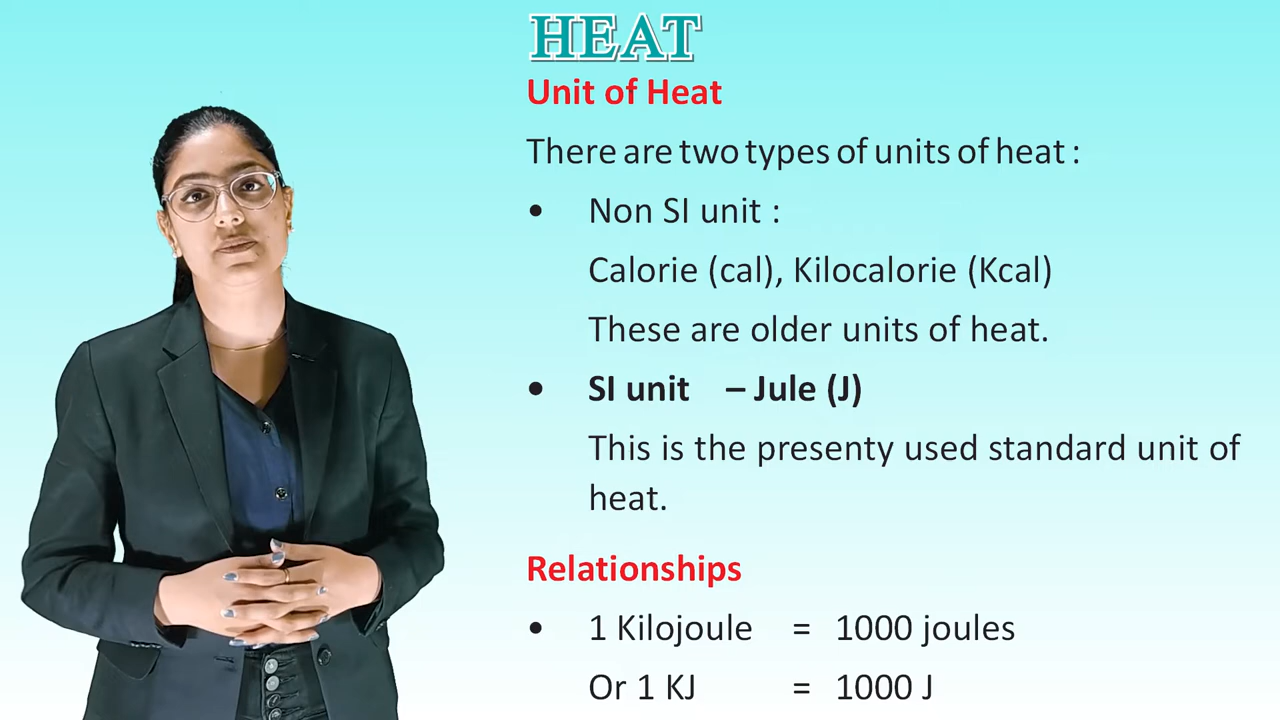 HEAT
Unit of Heat
There are two types of units of heat :
• Non SI unit :
Calorie (cal), Kilocalorie (Kcal)
These are older units of heat.
• SI unit – Jule (J)
This is the presenty used standard unit of
heat.
Relationships
• 1 Kilojoule = 1000 joules
Or 1 KJ = 1000 J